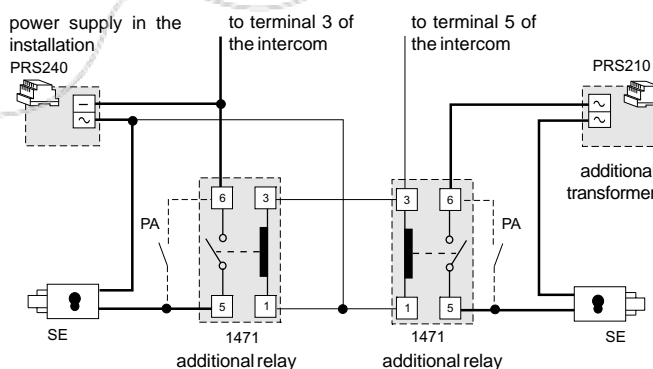 power supply in the
installation
PRS240
to terminal 3 of
the intercom
to terminal 5 of
the intercom
PRS210
–
~
~
~
additiona
transformer
6
3
3
6
PA
PA
5
1
1
5
SE
1471
additional relay
1471
additional relay
SE